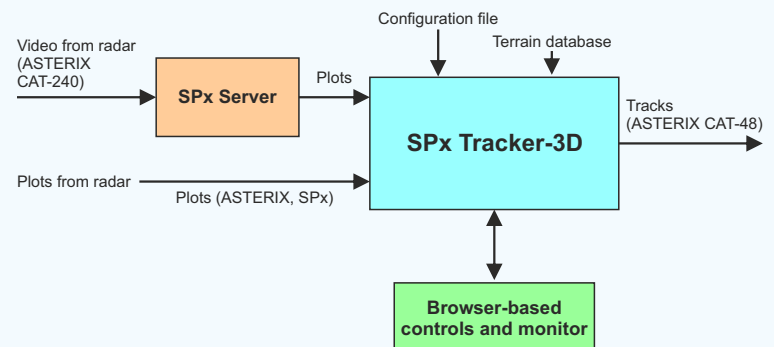 Configuration file
Terrain database
Video from radar
(ASTERIX
CAT-240)
SPx Server
Plots
SPx Tracker-3D
Tracks
(ASTERIX CAT-48)
Plots from radar
Plots (ASTERIX, SPx)
Browser-based
controls and monitor